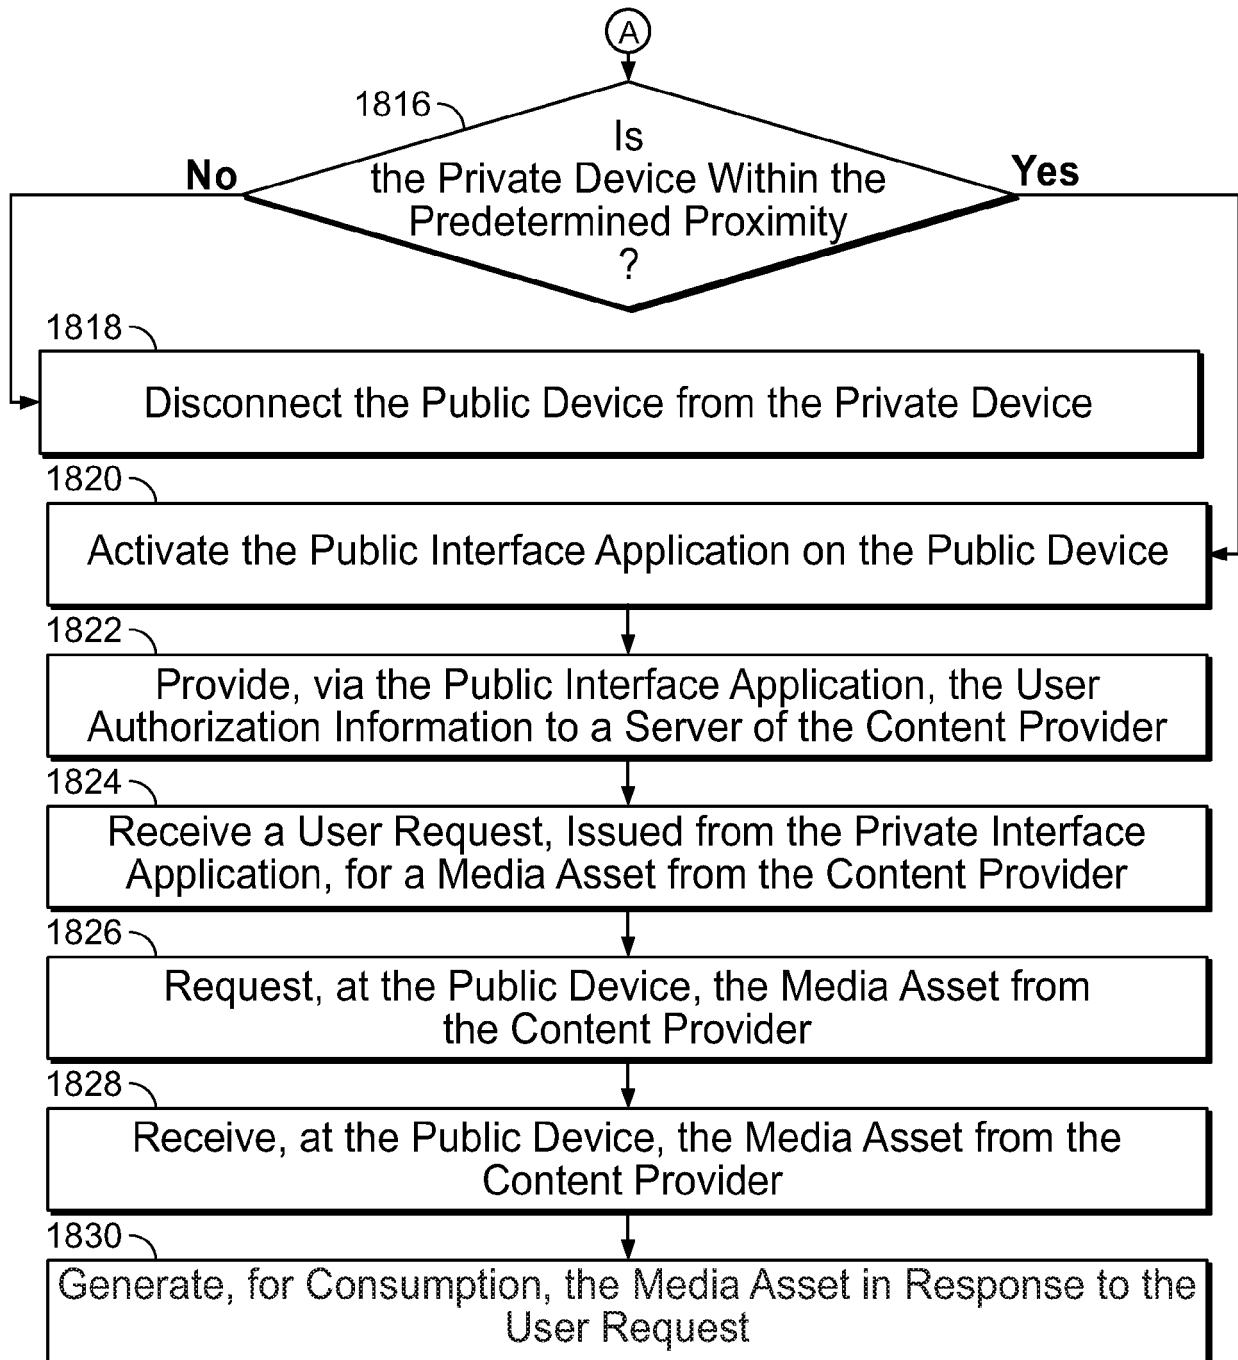 A
1816
Is
the Private Device Within the
Predetermined Proximity
?
No
Yes
1818
Disconnect the Public Device from the Private Device
1820
Activate the Public Interface Application on the Public Device
1822
Provide, via the Public Interface Application, the User
Authorization Information to a Server of the Content Provider
1824
Receive a User Request, Issued from the Private Interface
Application, for a Media Asset from the Content Provider
1826
Request, at the Public Device, the Media Asset from
the Content Provider
1828
Receive, at the Public Device, the Media Asset from the
Content Provider
1830
Generate, for Consumption, the Media Asset in Response to the
User Request